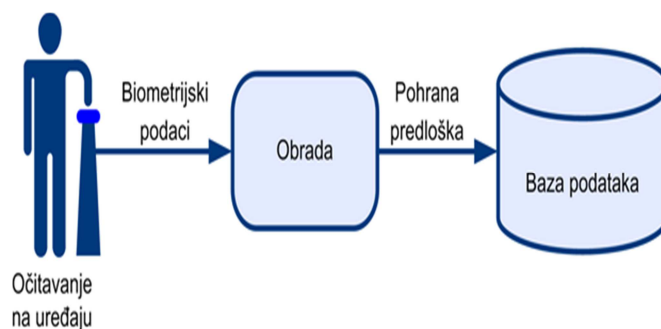 Biometrijski
podaci
Obrada
Pohrana
predloška
Baza podataka
Očitavanje
na uređaju